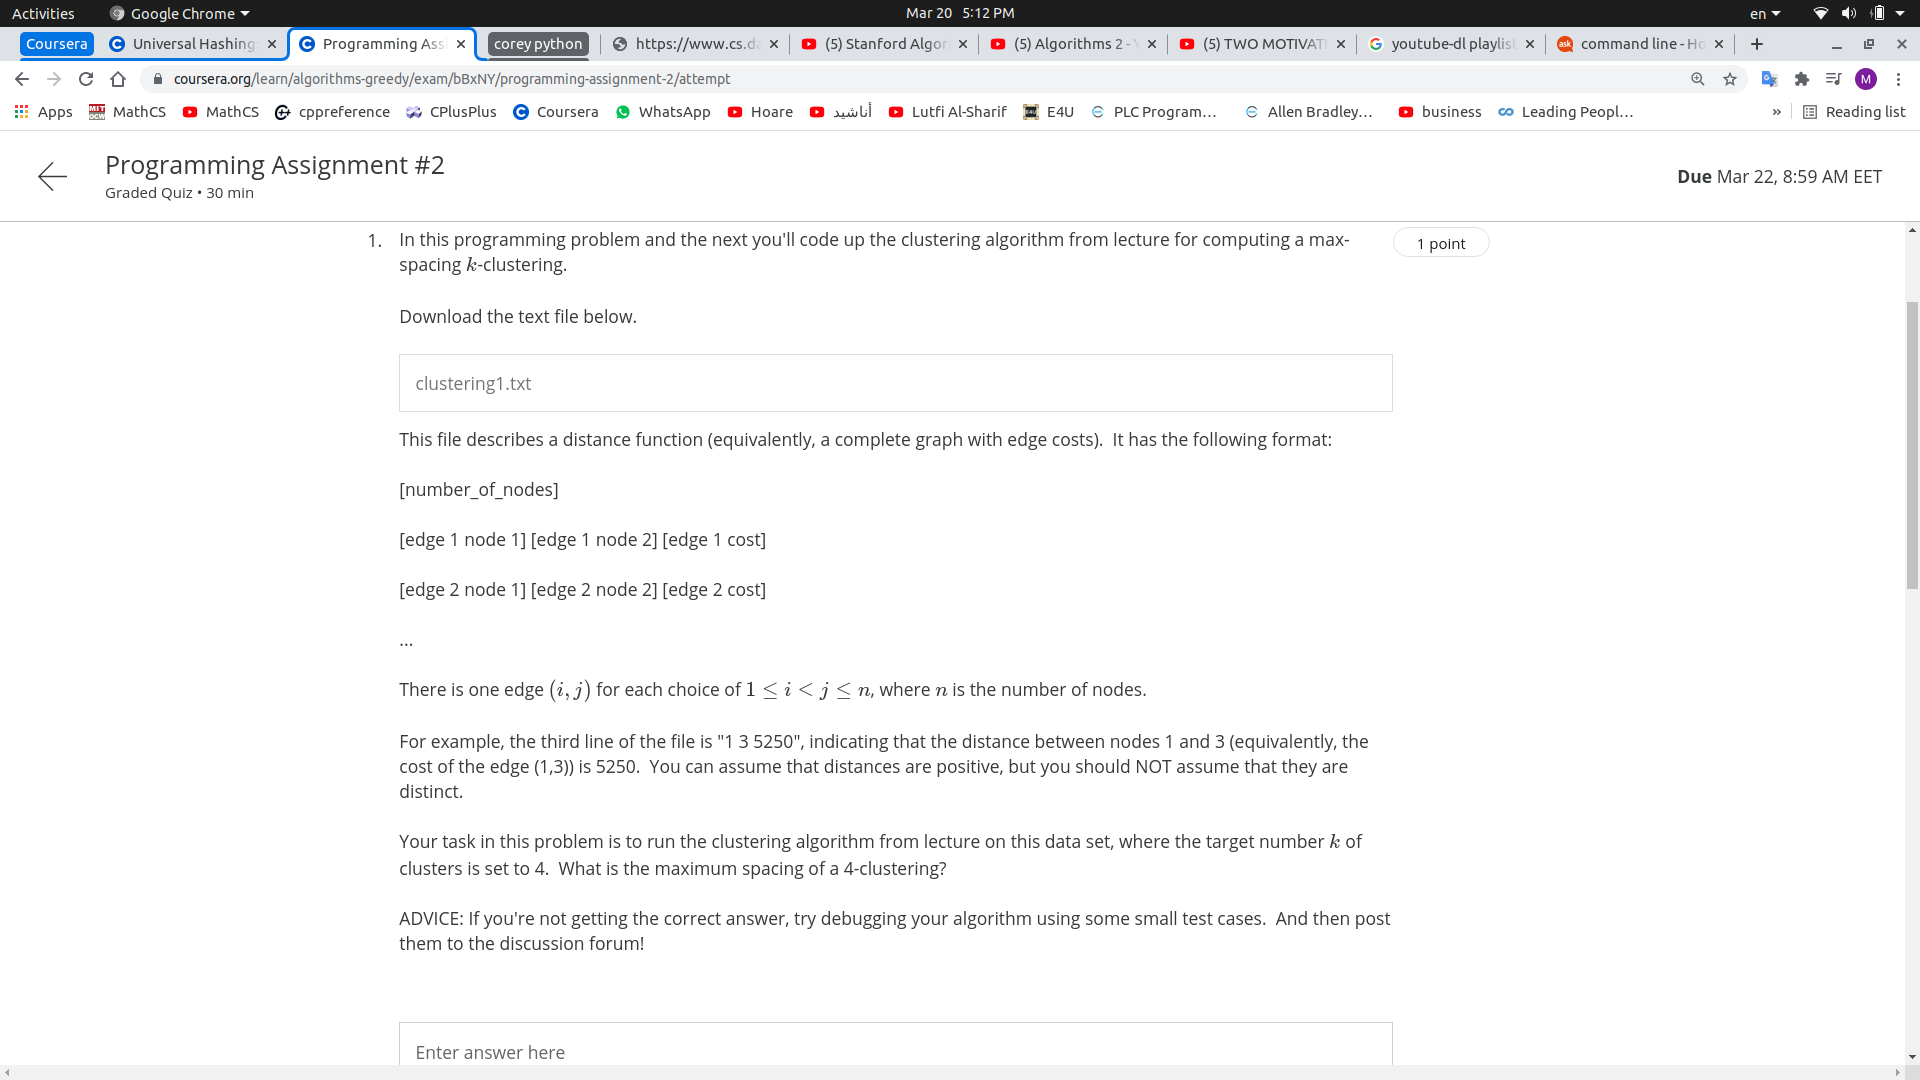 Activities Google Chrome Mar 20 5:12 PM en
Coursera Universal Hashing Programming Ass corey python https://www.cs.da (5) Stanford Algor (5) Algorithms 2 - Y (5) TWO MOTIVATI youtube-dl playlist command line - Ho
coursera.org/learn/algorithms-greedy/exam/bBxNY/programming-assignment-2/attempt M
Apps MathCS MathCS cppreference CPlusPlus Coursera WhatsApp Hoare أناشيد Lutfi Al-Sharif E4U PLC Program... Allen Bradley... business Leading Peopl... » Reading list
Programming Assignment #2
Graded Quiz • 30 min
Due Mar 22, 8:59 AM EET
1. In this programming problem and the next you'll code up the clustering algorithm from lecture for computing a max-
spacing k-clustering.
1 point
Download the text file below.
clustering1.txt
This file describes a distance function (equivalently, a complete graph with edge costs). It has the following format:
[number_of_nodes]
[edge 1 node 1] [edge 1 node 2] [edge 1 cost]
[edge 2 node 1] [edge 2 node 2] [edge 2 cost]
...
There is one edge (i, j) for each choice of 1 ≤ i < j ≤ n, where n is the number of nodes.
For example, the third line of the file is "1 3 5250", indicating that the distance between nodes 1 and 3 (equivalently, the
cost of the edge (1,3)) is 5250. You can assume that distances are positive, but you should NOT assume that they are
distinct.
Your task in this problem is to run the clustering algorithm from lecture on this data set, where the target number k of
clusters is set to 4. What is the maximum spacing of a 4-clustering?
ADVICE: If you're not getting the correct answer, try debugging your algorithm using some small test cases. And then post
them to the discussion forum!
Enter answer here